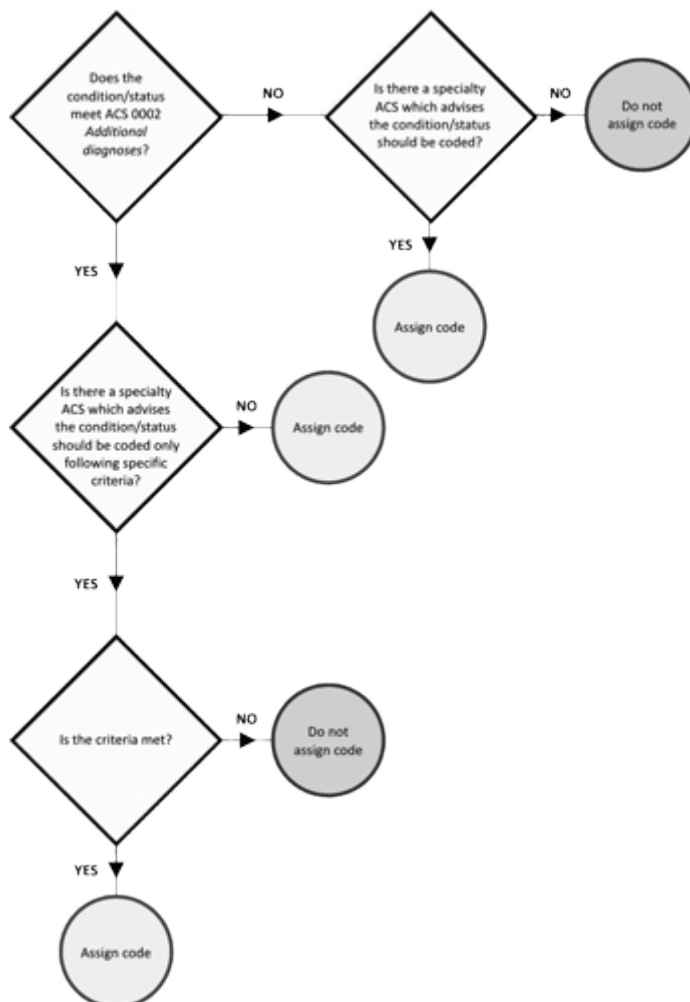 Does the
condition/status
meet ACS 0002
Additional
diagnoses?
NO
Is there a specialty
ACS which advises
the condition/status
should be coded?
NO
Do not
assign code
YES
YES
Assign code
Is there a specialty
ACS which advises
the condition/status
should be coded only
following specific
criteria?
NO
Assign code
YES
Is the criteria met?
NO
Do not
assign code
YES
Assign code